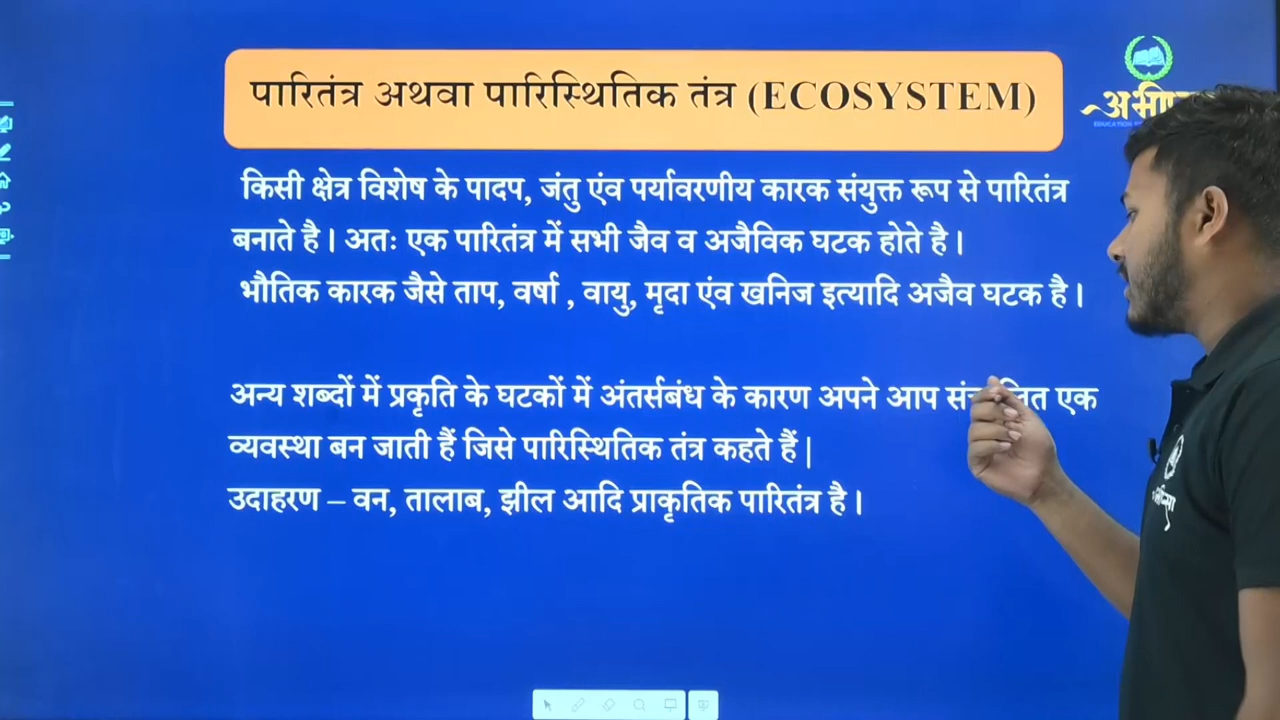 पारितंत्र अथवा पारिस्थितिक तंत्र (ECOSYSTEM)
किसी क्षेत्र विशेष के पादप, जंतु एंव पर्यावरणीय कारक संयुक्त रूप से पारितंत्र
बनाते है । अतः एक पारितंत्र में सभी जैव व अजैविक घटक होते है ।
भौतिक कारक जैसे ताप, वर्षा , वायु, मृदा एंव खनिज इत्यादि अजैव घटक है ।
अन्य शब्दों में प्रकृति के घटकों में अंतर्सबंध के कारण अपने आप एक
व्यवस्था बन जाती हैं जिसे पारिस्थितिक तंत्र कहते हैं |
उदाहरण – वन, तालाब, झील आदि प्राकृतिक पारितंत्र है ।